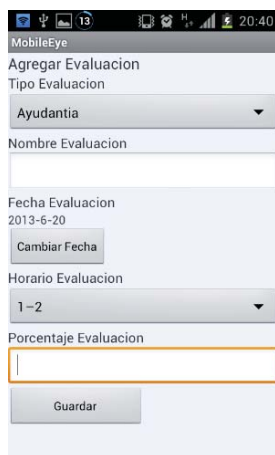 13
H
20:40
MobileEye
Agregar Evaluacion
Tipo Evaluacion
Ayudantia
Nombre Evaluacion
Fecha Evaluacion
2013-6-20
Cambiar Fecha
Horario Evaluacion
1-2
Porcentaje Evaluacion
Guardar